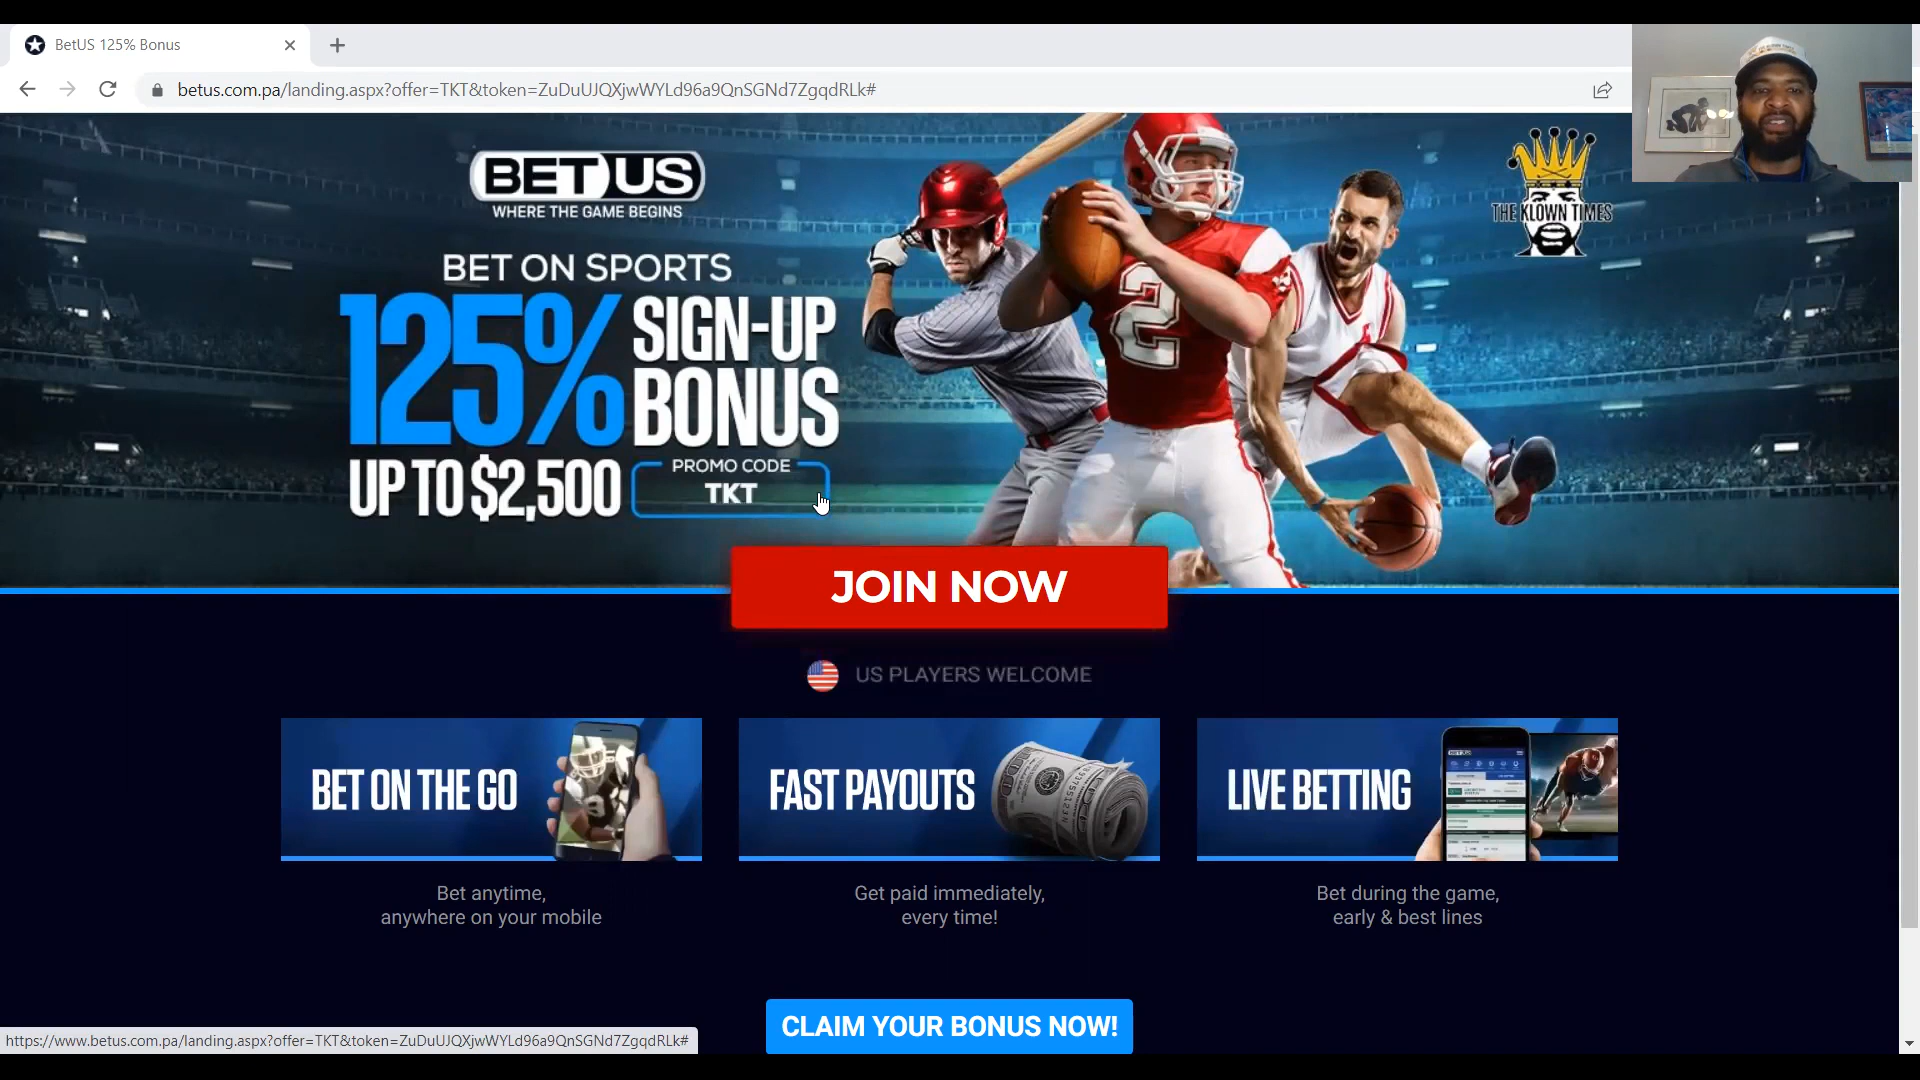 BetUS 125% Bonus
betus.com.pa/landing.aspx?offer=TKT&token=ZuDuUJQXjwWYLd96a9QnSGNd7ZgqdRLk#
BET US
WHERE THE GAME BEGINS
THE KLOWN TIMES
BET ON SPORTS
125% SIGN-UP
BONUS
UP TO $2,500
PROMO CODE
TKT
2
JOIN NOW
US PLAYERS WELCOME
BET ON THE GO
FAST PAYOUTS
LIVE BETTING
Bet anytime,
anywhere on your mobile
Get paid immediately,
every time!
Bet during the game,
early & best lines
CLAIM YOUR BONUS NOW!
https://www.betus.com.pa/landing.aspx?offer=TKT&token=ZuDuUJQXjwWYLd96a9QnSGNd7ZgqdRLk#